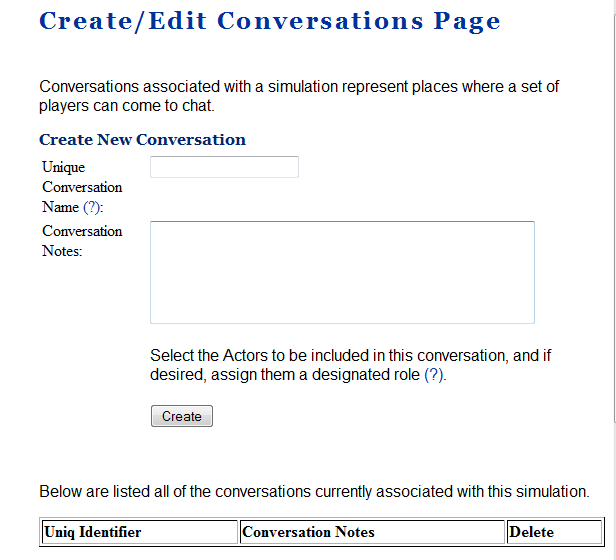 Create/Edit Conversations Page
Conversations associated with a simulation represent places where a set of
players can come to chat.
Create New Conversation
Unique
Conversation
Name (?):
Conversation
Notes:
Select the Actors to be included in this conversation, and if
desired, assign them a designated role (?).
Create
Below are listed all of the conversations currently associated with this simulation.
Uniq Identifier Conversation Notes Delete